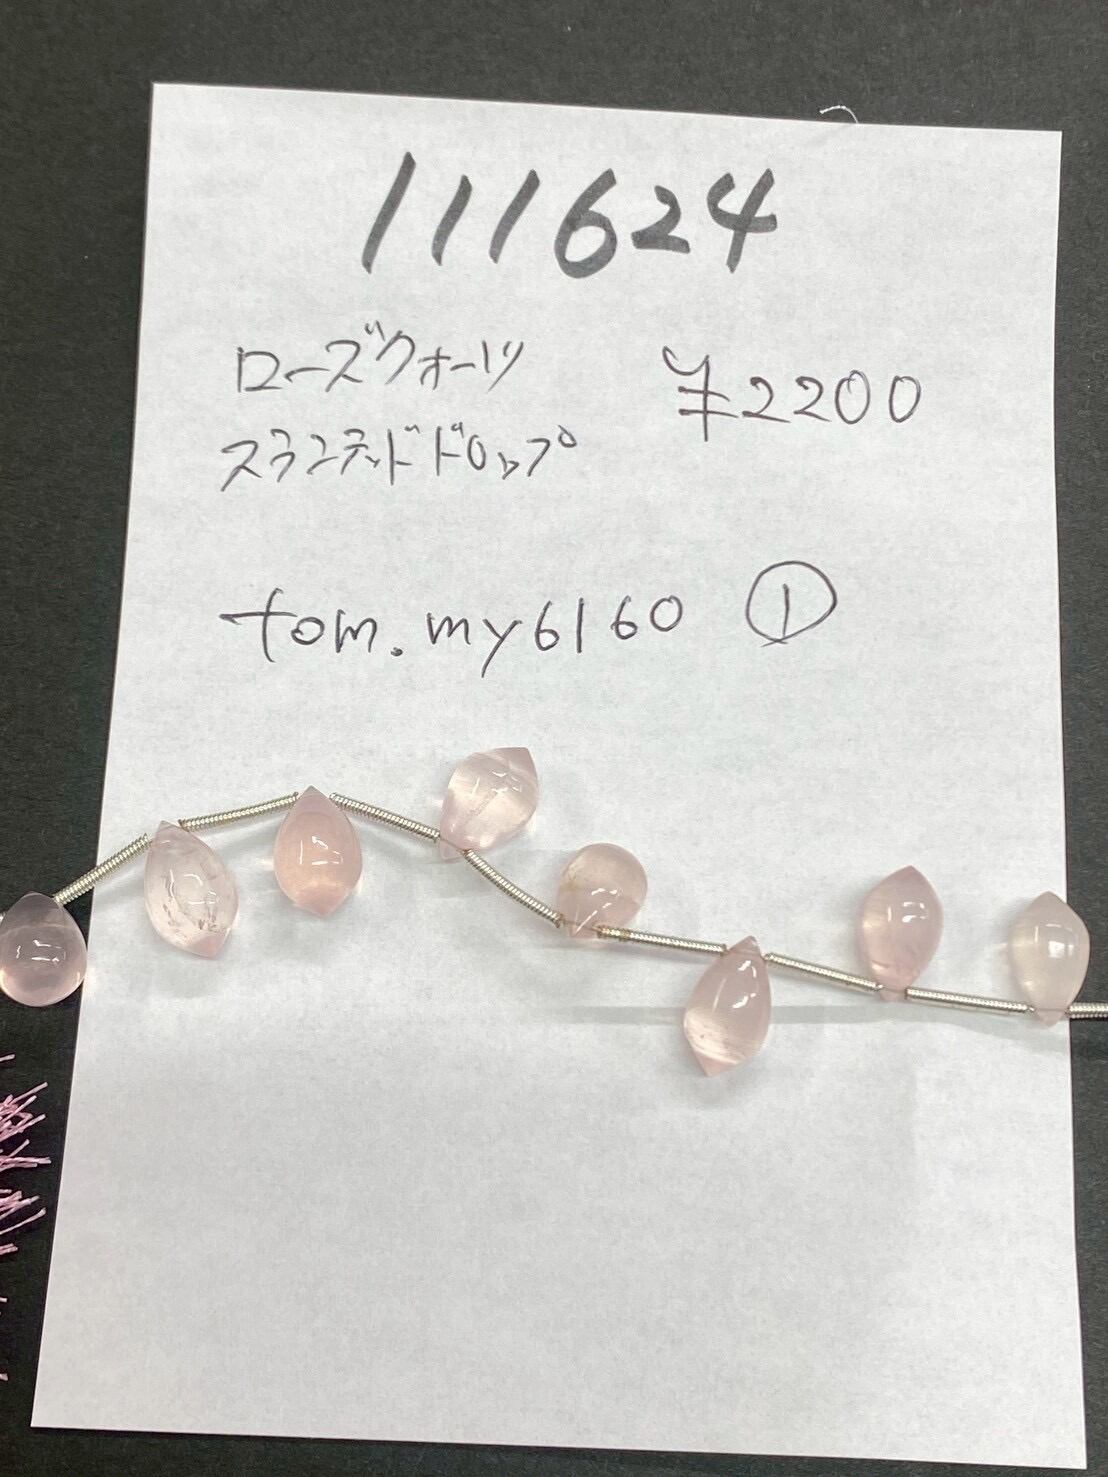 111624
ローズクォーツ ¥2200
スランテッドドロップ
tom.my6160 ①